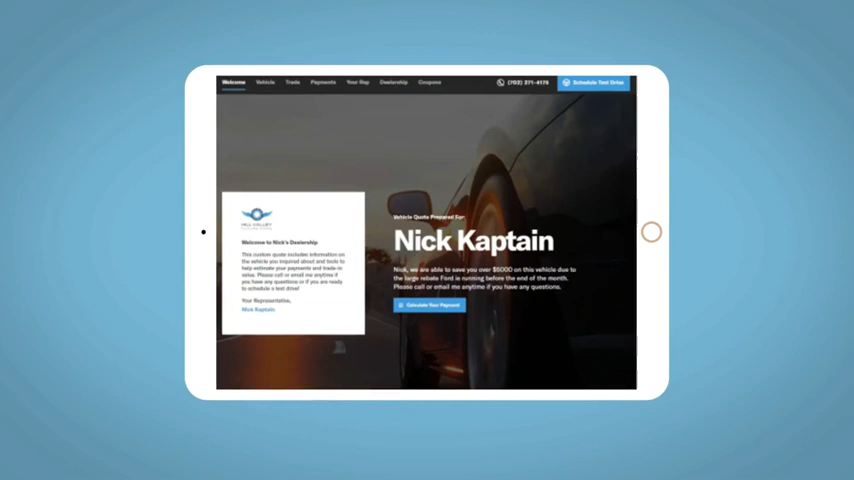 Welcome Vehicle Trade Payments Your Rep Dealership Coupons (702) 271-4175 Schedule Test Drive
Vehicle Quote Prepared For:
Nick Kaptain
Nick, we are able to save you over $6000 on this vehicle due to
the large rebate Ford is running before the end of the month.
Please call or email me anytime if you have any questions.
Calculate Your Payment
Welcome to Nick's Dealership
This custom quote includes information on
the vehicle you inquired about and tools to
help estimate your payments and trade-in
value. Please call or email me anytime if
you have any questions or if you are ready
to schedule a test drive!
Your Representative,
Nick Kaptain